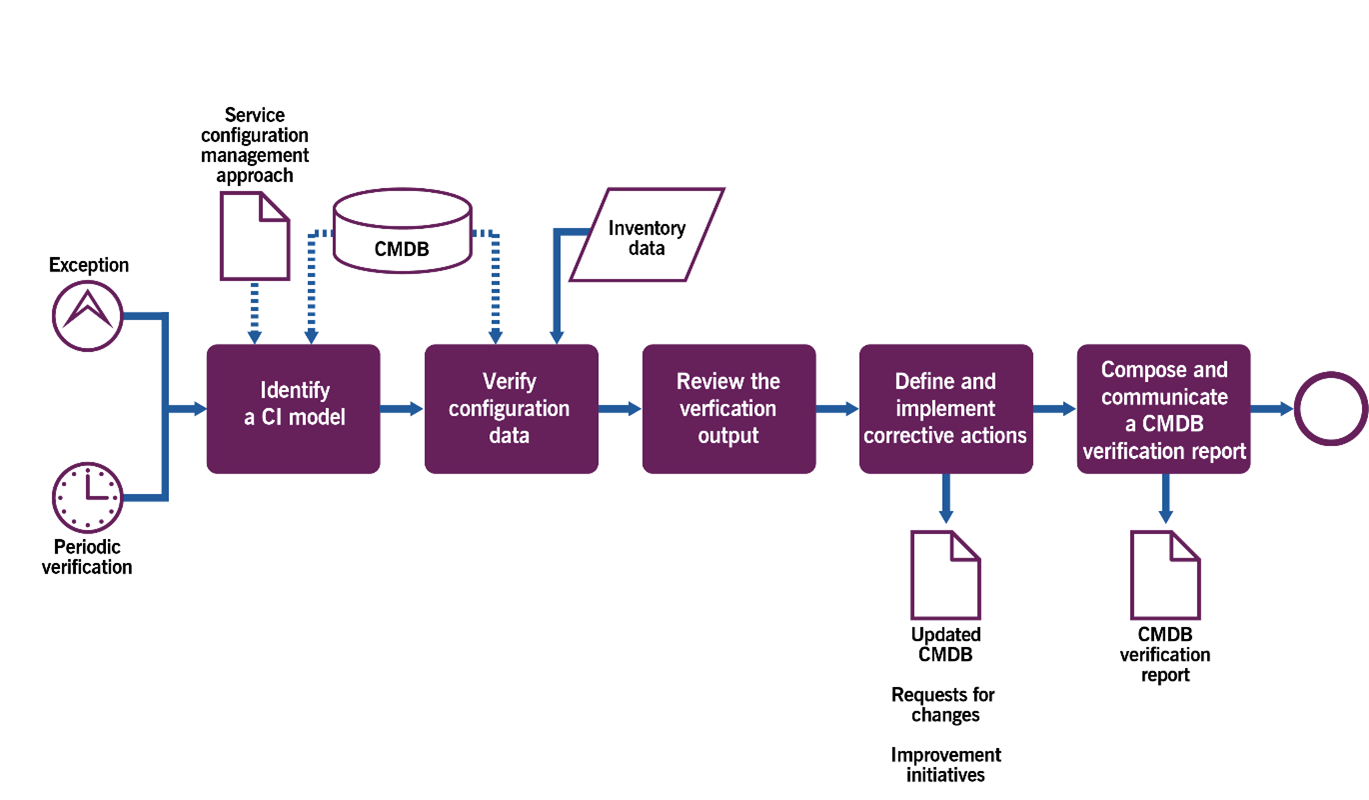 Service
configuration
management
approach
CMDB
Inventory
data
Exception
Periodic
verification
Identify
a CI model
Verify
configuration
data
Review the
verfication
output
Define and
implement
corrective actions
Compose and
communicate
a CMDB
verification report
Updated
CMDB
Requests for
changes
Improvement
initiatives
CMDB
verification
report